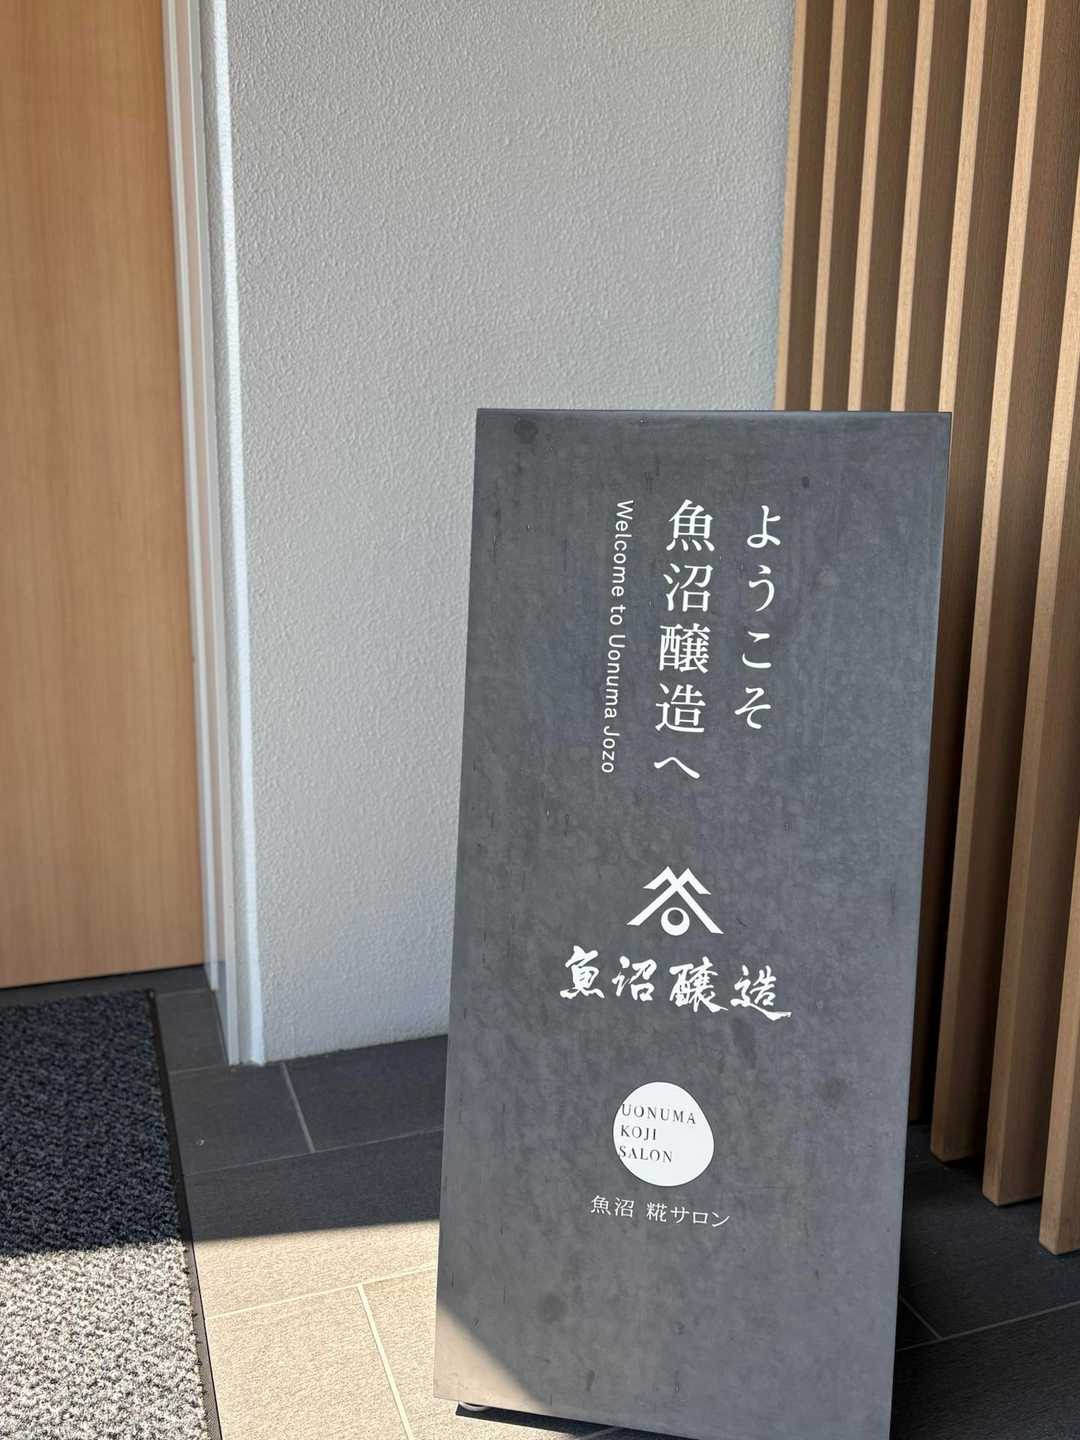 ようこそ
魚沼醸造へ
Welcome to Uonuma Jozo
魚沼醸造
UONUMA
KOJI
SALON
魚沼 糀サロン